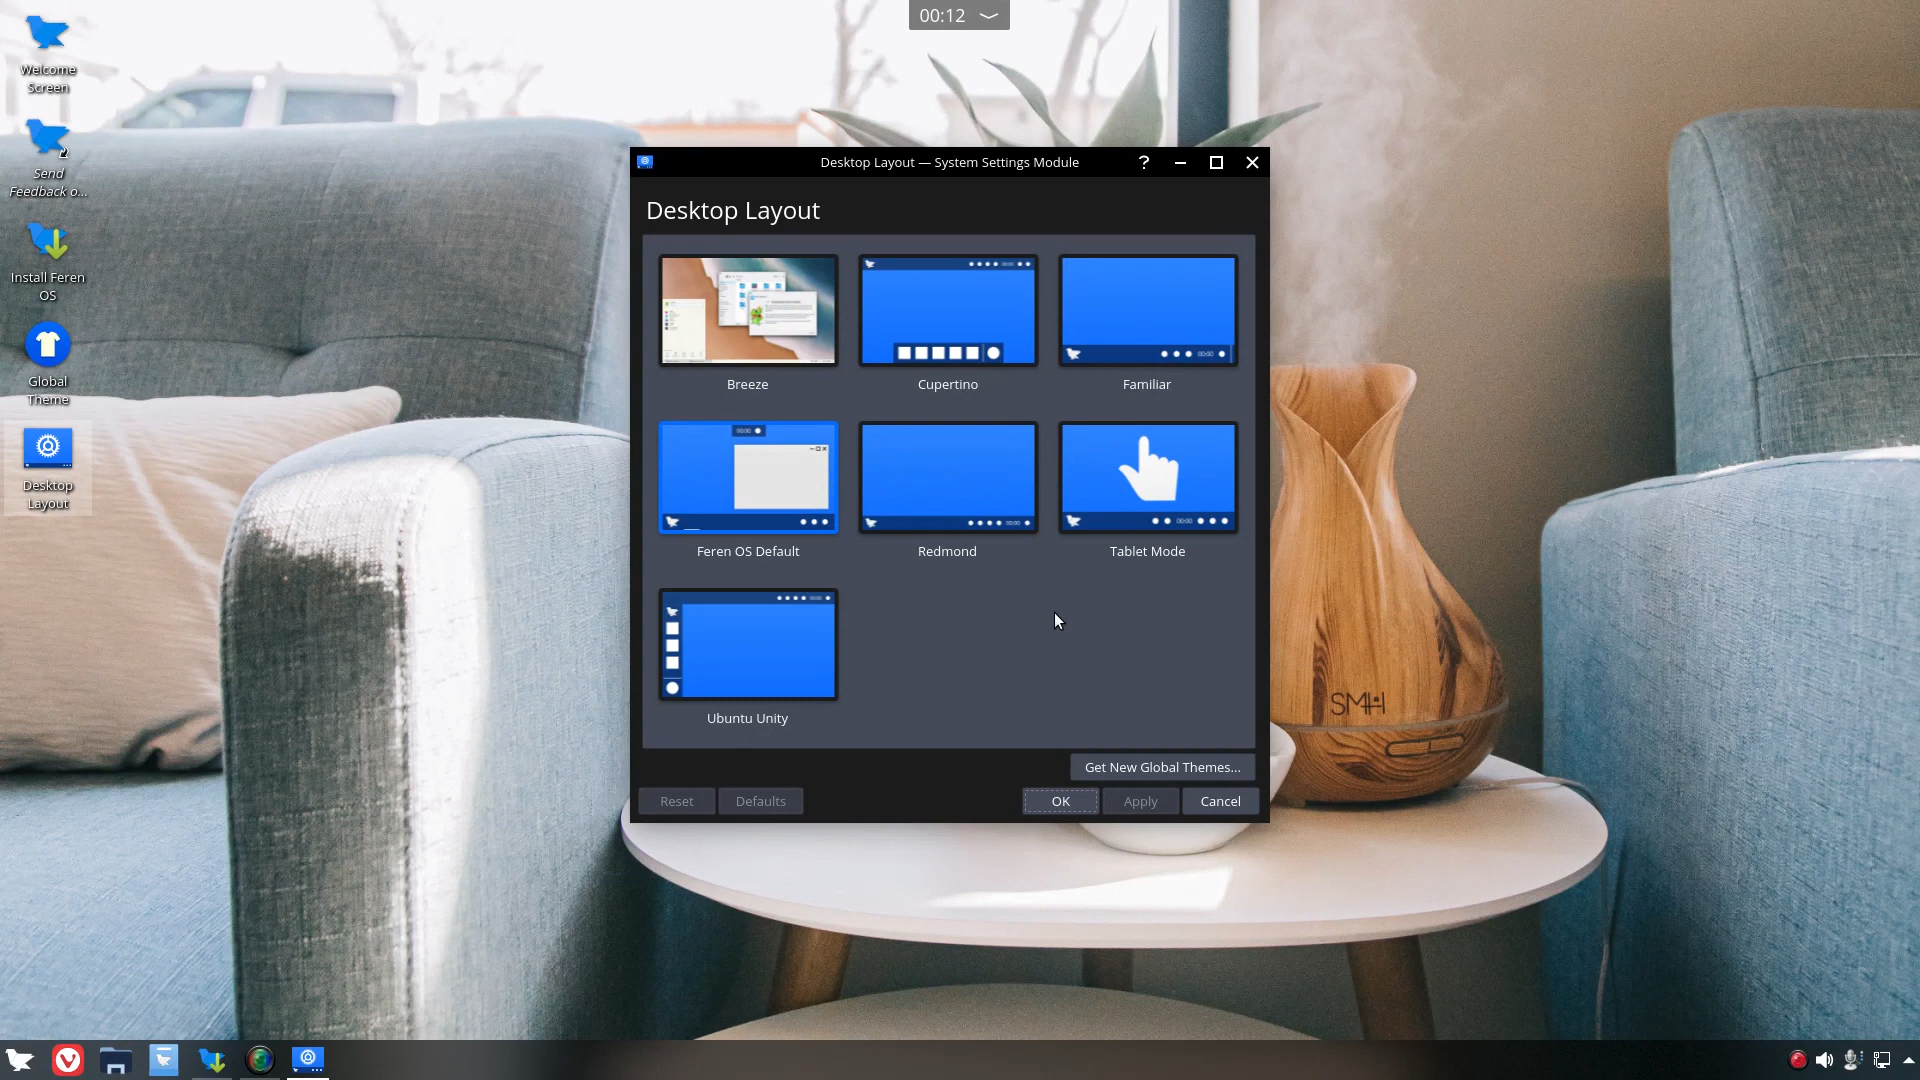 00:12
Welcome
Screen
Send
Feedback o...
Install Feren
OS
Global
Theme
Desktop
Layout
Desktop Layout — System Settings Module
Desktop Layout
Breeze
Cupertino
Familiar
Feren OS Default
Redmond
Tablet Mode
Ubuntu Unity
Get New Global Themes...
Reset
Defaults
OK
Apply
Cancel
SMH